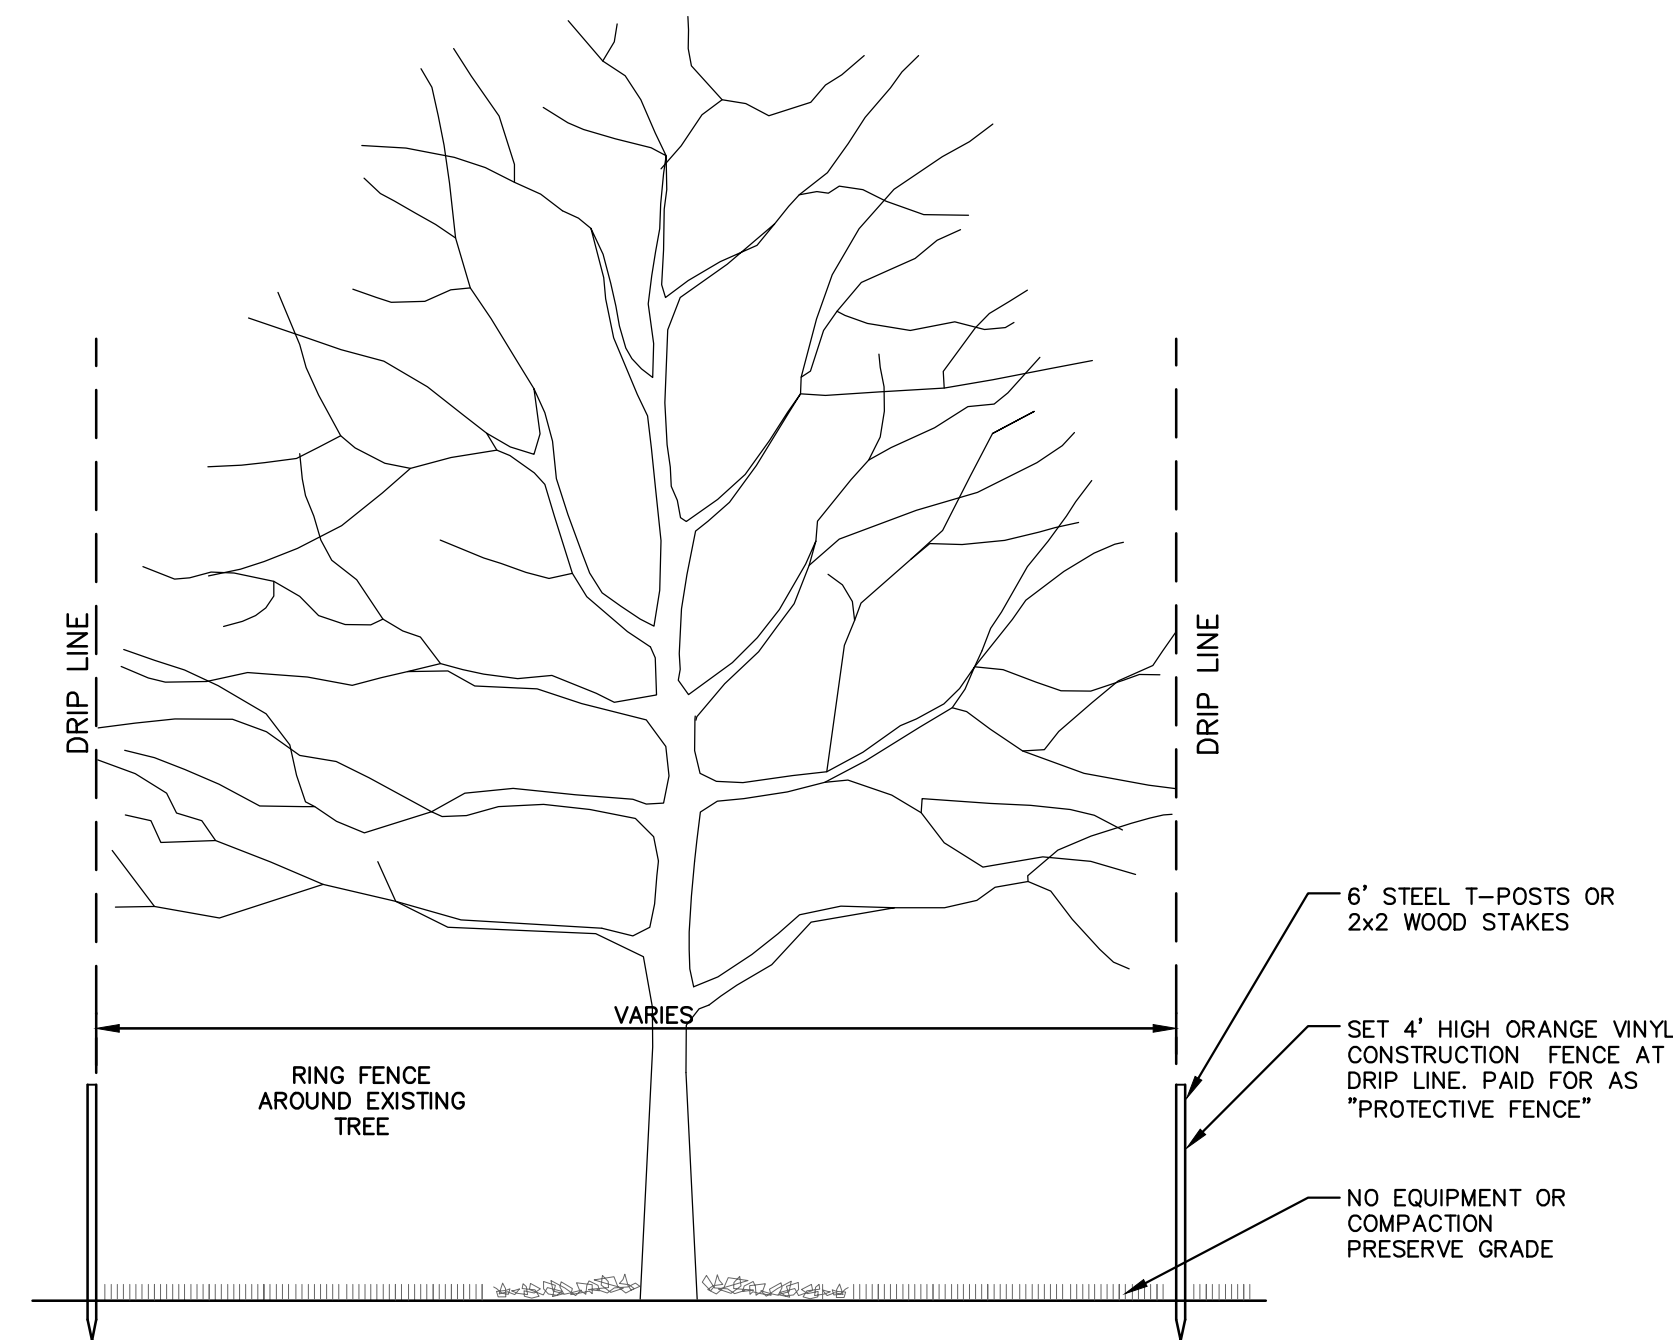 DRIP LINE
DRIP LINE
6' STEEL T-POSTS OR
2x2 WOOD STAKES
VARIES
SET 4' HIGH ORANGE VINYL
CONSTRUCTION FENCE AT
DRIP LINE. PAID FOR AS
"PROTECTIVE FENCE"
RING FENCE
AROUND EXISTING
TREE
NO EQUIPMENT OR
COMPACTION
PRESERVE GRADE